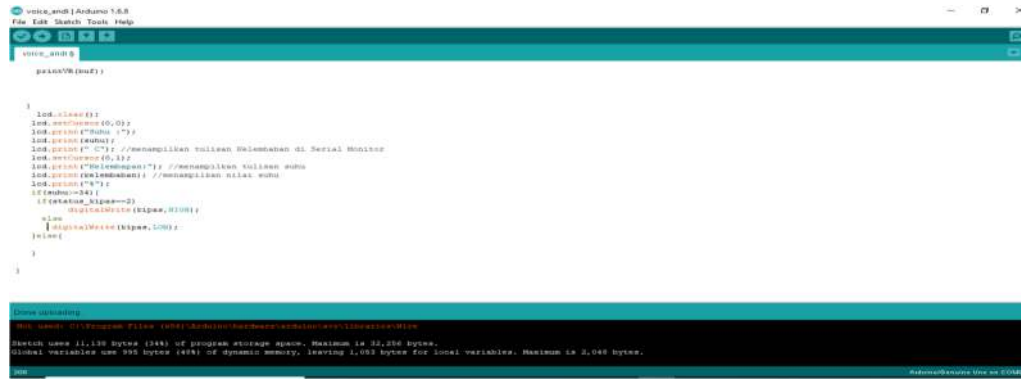 voice_andi | Arduino 1.6.8
File Edit Sketch Tools Help
voice_andi §
printVR(buf);
}
lcd.clear();
lcd.setCursor(0,0);
lcd.print("Suhu :");
lcd.print(suhu);
lcd.print(" C"); //menampilkan tulisan Kelembaban di Serial Monitor
lcd.setCursor(0,1);
lcd.print("Kelembapan:"); //menampilkan tulisan suhu
lcd.print(kelembaban); //menampilkan nilai suhu
lcd.print("%");
if(suhu>=34){
if(status_kipas==2)
digitalWrite(kipas,HIGH);
else
digitalWrite(kipas,LOW);
}else{
}
}
Done uploading.
Not used: C:\Program Files (x86)\Arduino\hardware\arduino\avr\libraries\Wire
Sketch uses 11,130 bytes (34%) of program storage space. Maximum is 32,256 bytes.
Global variables use 995 bytes (48%) of dynamic memory, leaving 1,053 bytes for local variables. Maximum is 2,048 bytes.
Arduino/Genuino Uno on